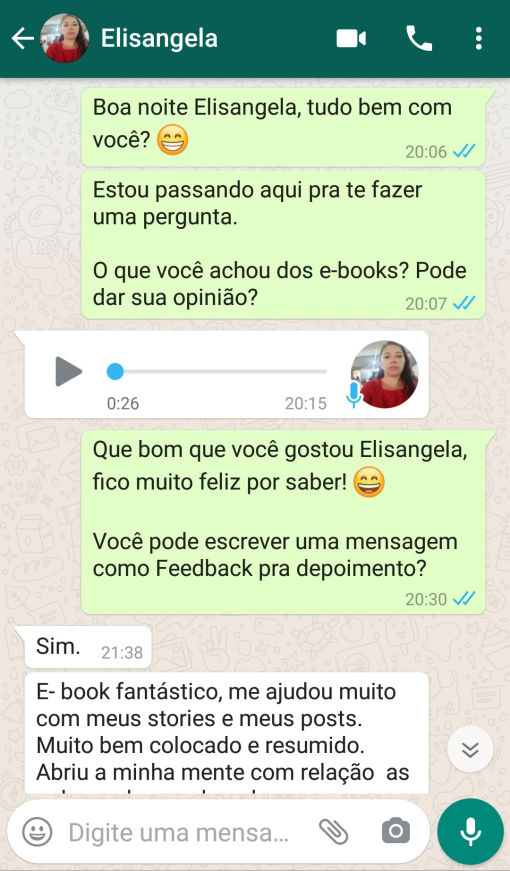 Elisangela
Boa noite Elisangela, tudo bem com
você? 😁
20:06
Estou passando aqui pra te fazer
uma pergunta.
O que você achou dos e-books? Pode
dar sua opinião?
20:07
0:26
20:15
Que bom que você gostou Elisangela,
fico muito feliz por saber! 😄
Você pode escrever uma mensagem
como Feedback pra depoimento?
20:30
Sim.
21:38
E- book fantástico, me ajudou muito
com meus stories e meus posts.
Muito bem colocado e resumido.
Abriu a minha mente com relação  as
Digite uma mensa...